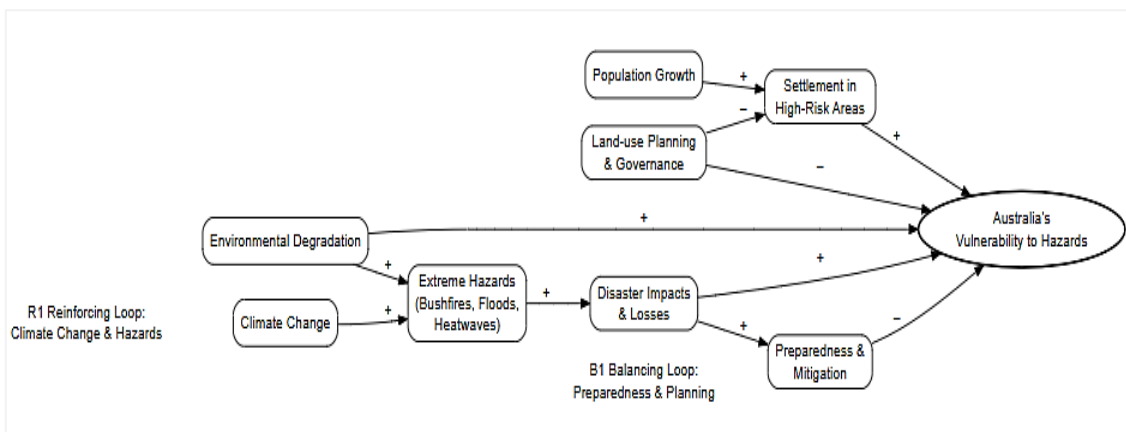 Population Growth
+
Settlement in
High-Risk Areas
−
Land-use Planning
& Governance
+
−
Australia's
Vulnerability to Hazards
+
Environmental Degradation
+
+
Extreme Hazards
(Bushfires, Floods,
Heatwaves)
+
Disaster Impacts
& Losses
R1 Reinforcing Loop:
Climate Change & Hazards
Climate Change
+
+
Preparedness &
Mitigation
−
B1 Balancing Loop:
Preparedness & Planning